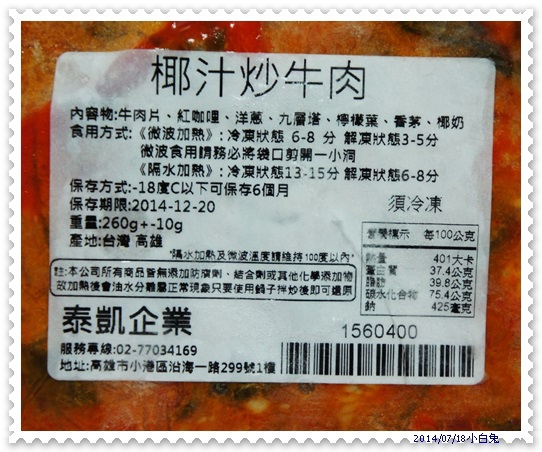 椰汁炒牛肉
內容物:牛肉片、紅咖哩、洋蔥、九層塔、檸檬葉、香茅、椰奶
食用方式:《微波加熱》:冷凍狀態 6-8 分 解凍狀態3-5分
微波食用請務必將袋口剪開一小洞
《隔水加熱》:冷凍狀態13-15分 解凍狀態6-8分
保存方式:-18度C以下可保存6個月
須冷凍
保存期限:2014-12-20
重量:260g+-10g
產地:台灣 高雄
*隔水加熱及微波溫度請維持100度以內*
營養標示 每100公克
熱量 401大卡
蛋白質 37.4公克
脂肪 39.8公克
碳水化合物 75.4公克
鈉 425毫克
註:本公司所有商品皆無添加防腐劑、結合劑或其他化學添加物
故加熱後會油水分離屬正常現象只要使用鍋子拌炒後即可還原
泰凱企業
1560400
服務專線:02-77034169
地址:高雄市小港區沿海一路299號1樓
2014/07/18小白兔